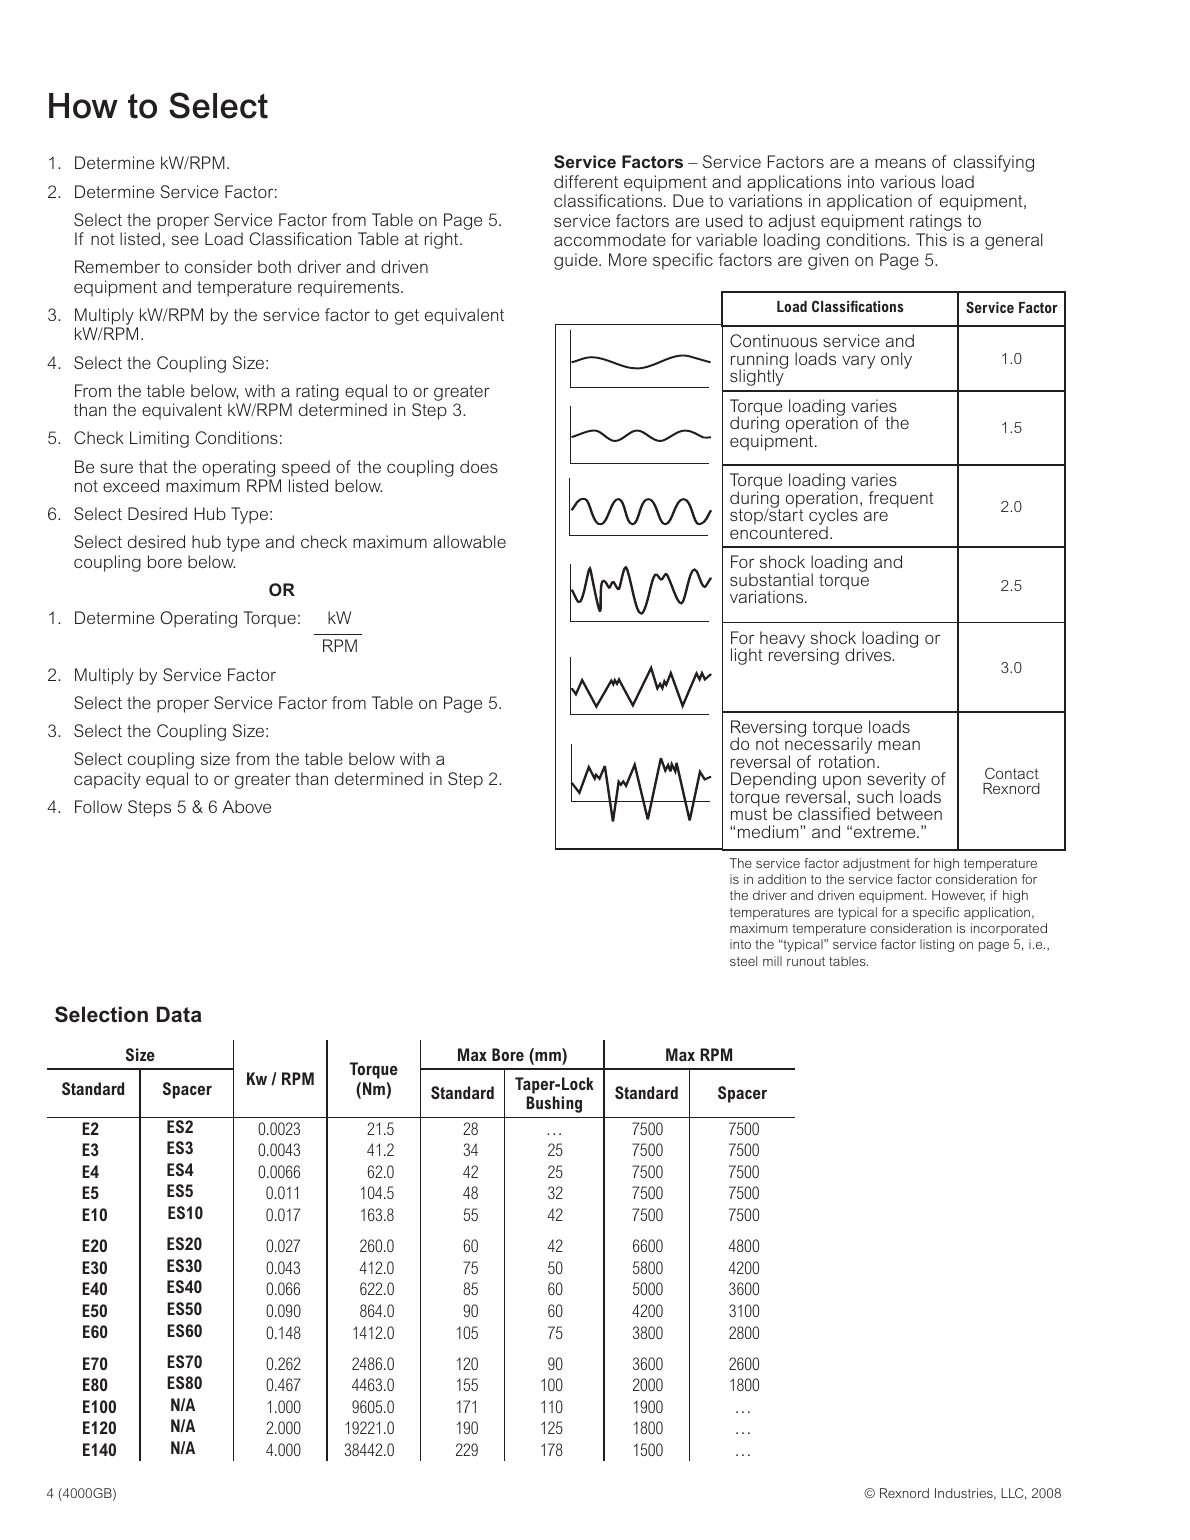 How to Select
1. Determine kW/RPM.
2. Determine Service Factor:
Select the proper Service Factor from Table on Page 5.
If not listed, see Load Classification Table at right.
Remember to consider both driver and driven
equipment and temperature requirements.
3. Multiply kW/RPM by the service factor to get equivalent
kW/RPM.
4. Select the Coupling Size:
From the table below, with a rating equal to or greater
than the equivalent kW/RPM determined in Step 3.
5. Check Limiting Conditions:
Be sure that the operating speed of the coupling does
not exceed maximum RPM listed below.
6. Select Desired Hub Type:
Select desired hub type and check maximum allowable
coupling bore below.
OR
1. Determine Operating Torque: kW
RPM
2. Multiply by Service Factor
Select the proper Service Factor from Table on Page 5.
3. Select the Coupling Size:
Select coupling size from the table below with a
capacity equal to or greater than determined in Step 2.
4. Follow Steps 5 & 6 Above
Service Factors – Service Factors are a means of classifying
different equipment and applications into various load
classifications. Due to variations in application of equipment,
service factors are used to adjust equipment ratings to
accommodate for variable loading conditions. This is a general
guide. More specific factors are given on Page 5.
Load Classifications Service Factor
Continuous service and
running loads vary only
slightly
1.0
Torque loading varies
during operation of the
equipment.
1.5
Torque loading varies
during operation, frequent
stop/start cycles are
encountered.
2.0
For shock loading and
substantial torque
variations.
2.5
For heavy shock loading or
light reversing drives.
3.0
Reversing torque loads
do not necessarily mean
reversal of rotation.
Depending upon severity of
torque reversal, such loads
must be classified between
“medium” and “extreme.”
Contact
Rexnord
The service factor adjustment for high temperature
is in addition to the service factor consideration for
the driver and driven equipment. However, if high
temperatures are typical for a specific application,
maximum temperature consideration is incorporated
into the “typical” service factor listing on page 5, i.e.,
steel mill runout tables.
Selection Data
Size Kw / RPM Torque (Nm) Max Bore (mm) Max RPM
Standard Spacer Standard Taper-Lock Bushing Standard Spacer
E2 ES2 0.0023 21.5 28 … 7500 7500
E3 ES3 0.0043 41.2 34 25 7500 7500
E4 ES4 0.0066 62.0 42 25 7500 7500
E5 ES5 0.011 104.5 48 32 7500 7500
E10 ES10 0.017 163.8 55 42 7500 7500
E20 ES20 0.027 260.0 60 42 6600 4800
E30 ES30 0.043 412.0 75 50 5800 4200
E40 ES40 0.066 622.0 85 60 5000 3600
E50 ES50 0.090 864.0 90 60 4200 3100
E60 ES60 0.148 1412.0 105 75 3800 2800
E70 ES70 0.262 2486.0 120 90 3600 2600
E80 ES80 0.467 4463.0 155 100 2000 1800
E100 N/A 1.000 9605.0 171 110 1900 …
E120 N/A 2.000 19221.0 190 125 1800 …
E140 N/A 4.000 38442.0 229 178 1500 …
4 (4000GB)
© Rexnord Industries, LLC, 2008